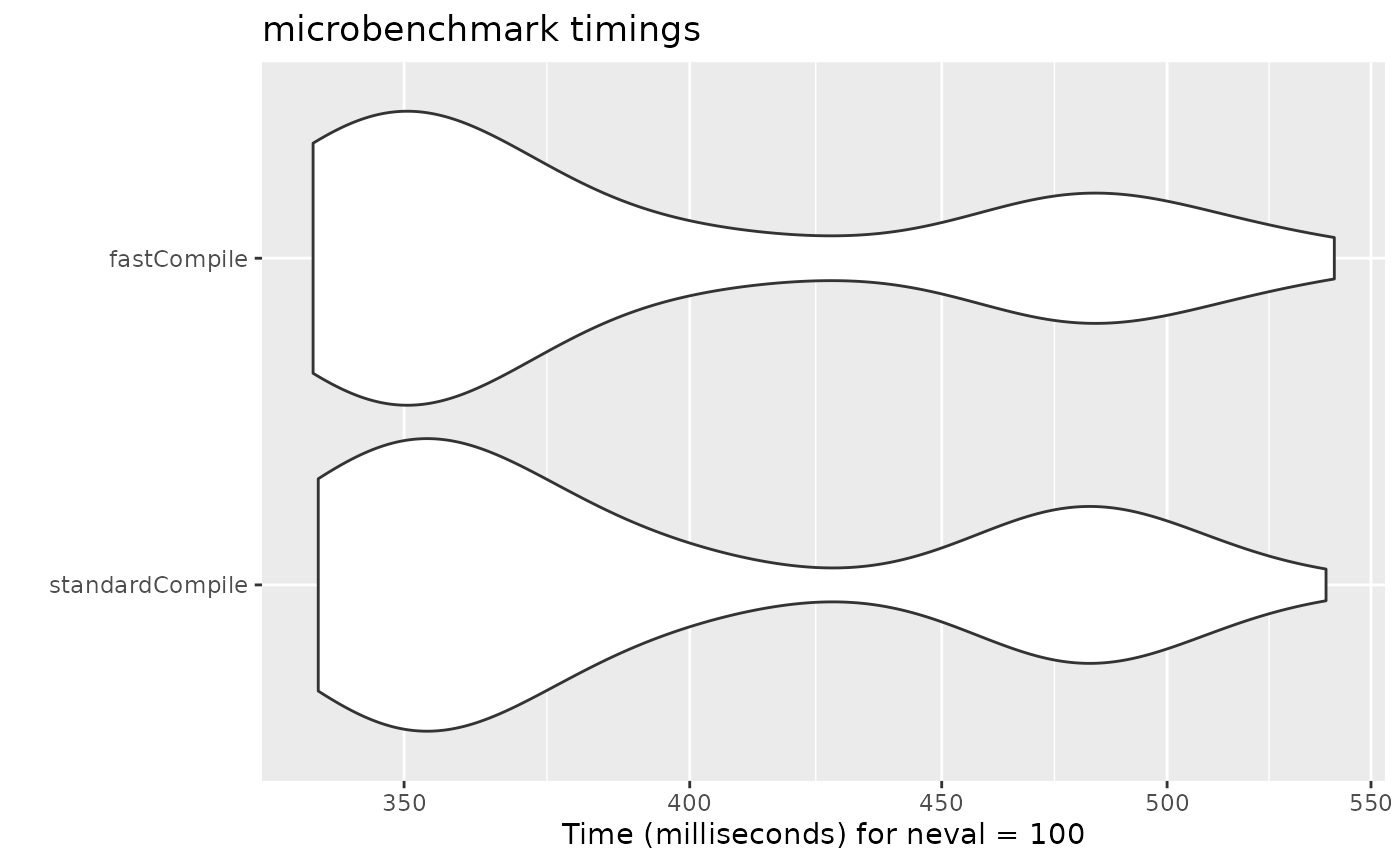 microbenchmark timings
fastCompile
standardCompile
350 400 450 500 550
Time (milliseconds) for neval = 100